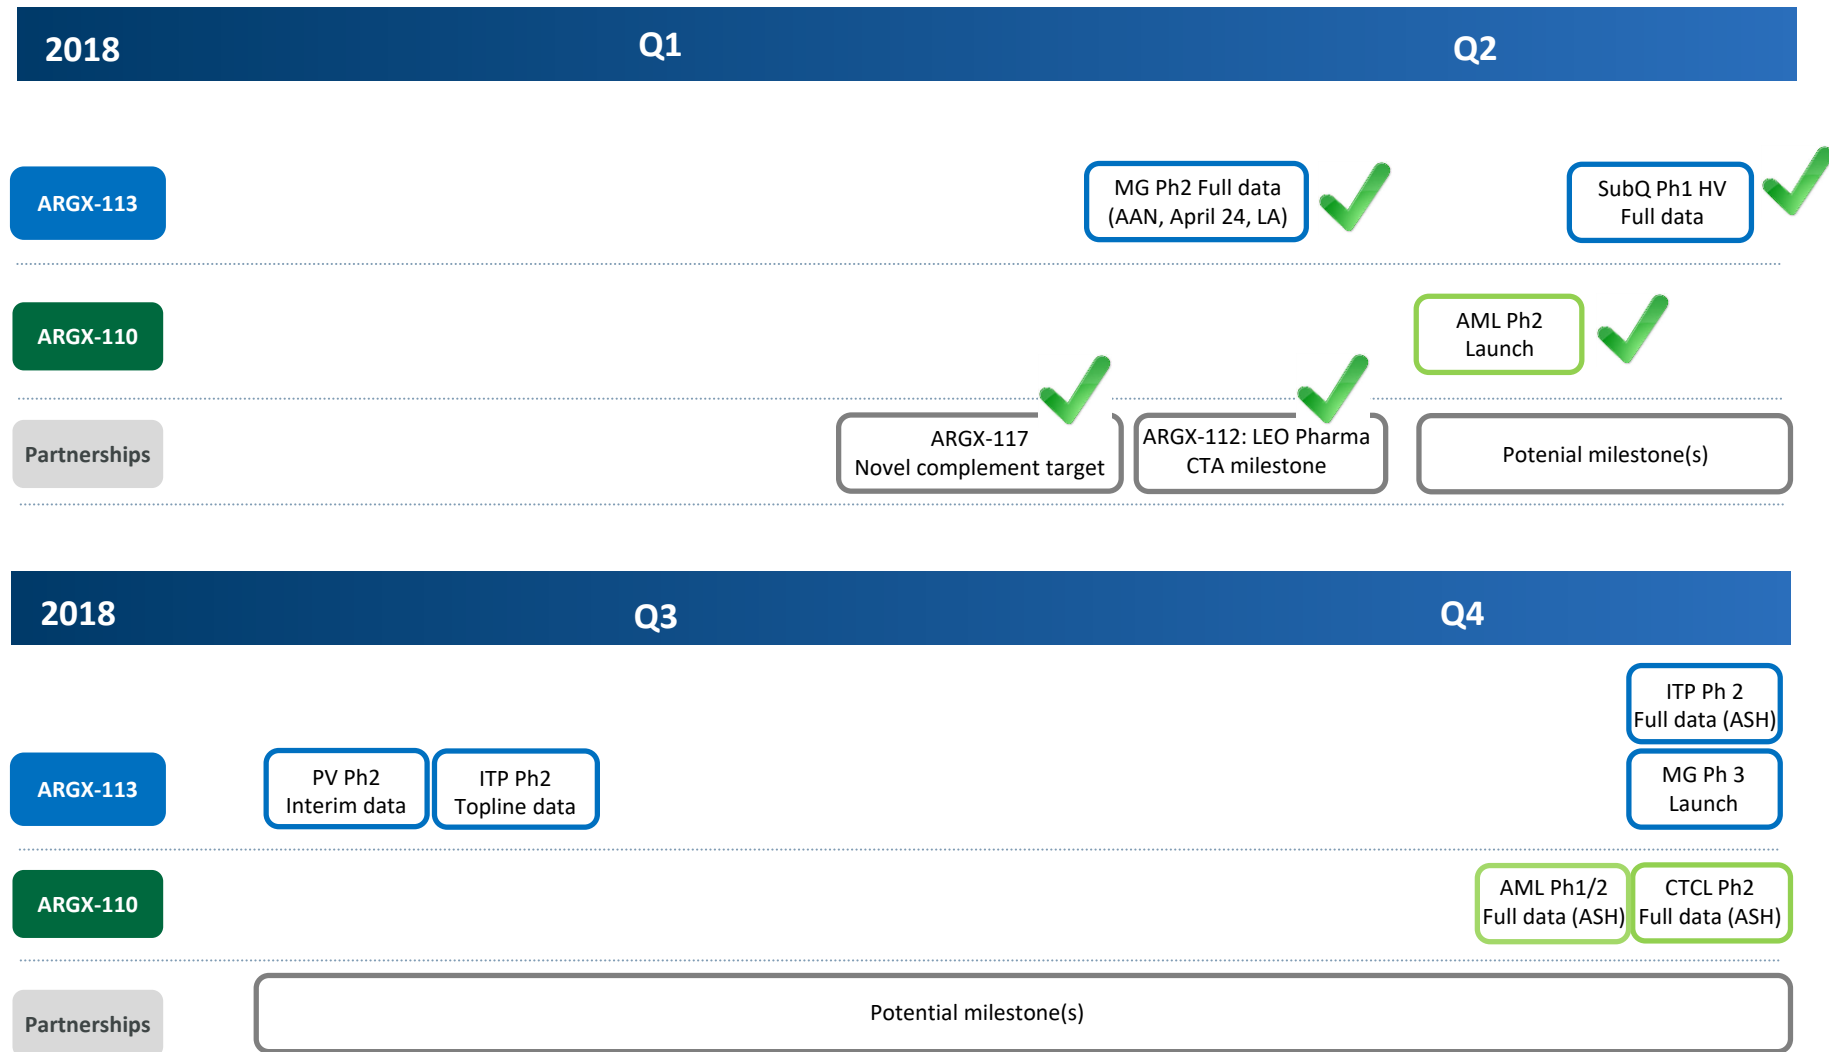 2018 Q1 Q2
ARGX-113
MG Ph2 Full data
(AAN, April 24, LA)
SubQ Ph1 HV
Full data
ARGX-110
AML Ph2
Launch
Partnerships
ARGX-117
Novel complement target
ARGX-112: LEO Pharma
CTA milestone
Potenial milestone(s)
2018 Q3 Q4
ITP Ph 2
Full data (ASH)
ARGX-113
PV Ph2
Interim data
ITP Ph2
Topline data
MG Ph 3
Launch
ARGX-110
AML Ph1/2
Full data (ASH)
CTCL Ph2
Full data (ASH)
Partnerships
Potential milestone(s)